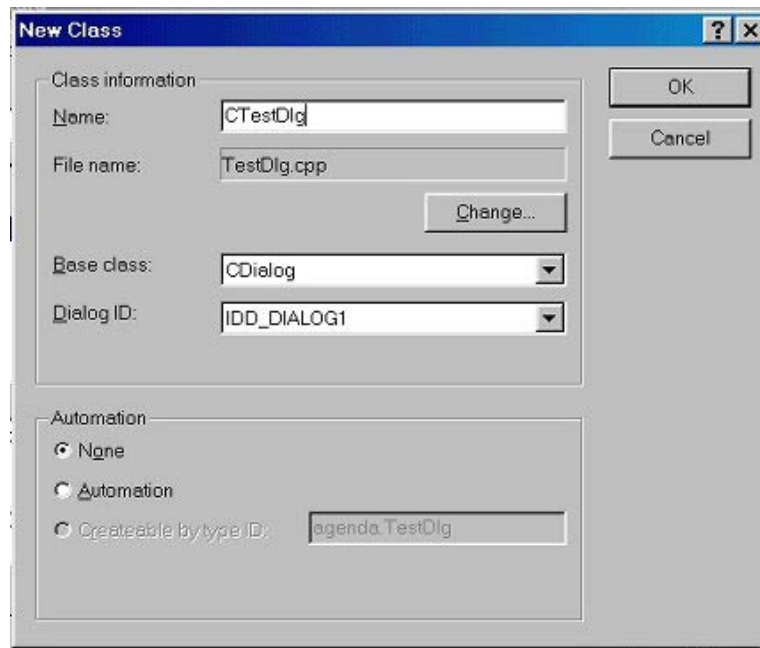 New Class
Class information
Name:
CTestDlg
File name:
TestDlg.cpp
Change...
Base class:
CDialog
Dialog ID:
IDD_DIALOG1
OK
Cancel
Automation
None
Automation
Createable by type ID:
agenda.TestDlg